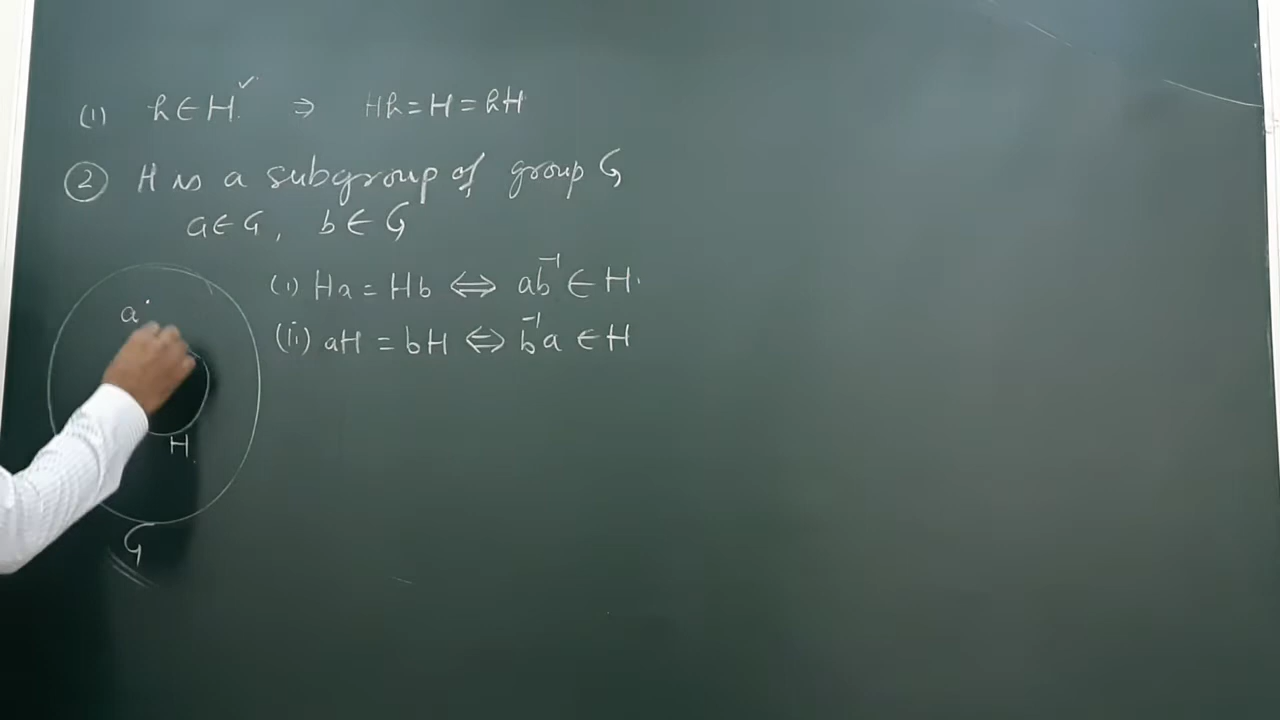 (1) h ∈ H. ✓ ⇒ Hh = H = hH
② H is a subgroup of group G
a ∈ G, b ∈ G
(i) Ha = Hb ⇔ ab⁻¹ ∈ H.
(ii) aH = bH ⇔ b⁻¹a ∈ H
a
H
G